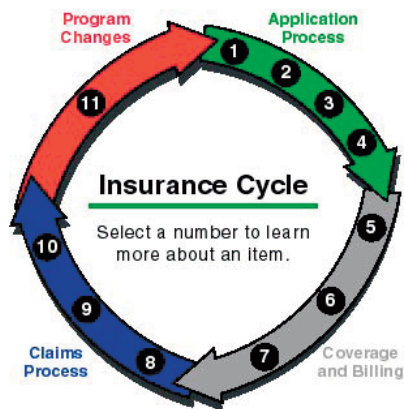 Program
Changes
Application
Process
1
2
3
4
11
Insurance Cycle
Select a number to learn
more about an item.
5
6
7
10
9
8
Claims
Process
Coverage
and Billing